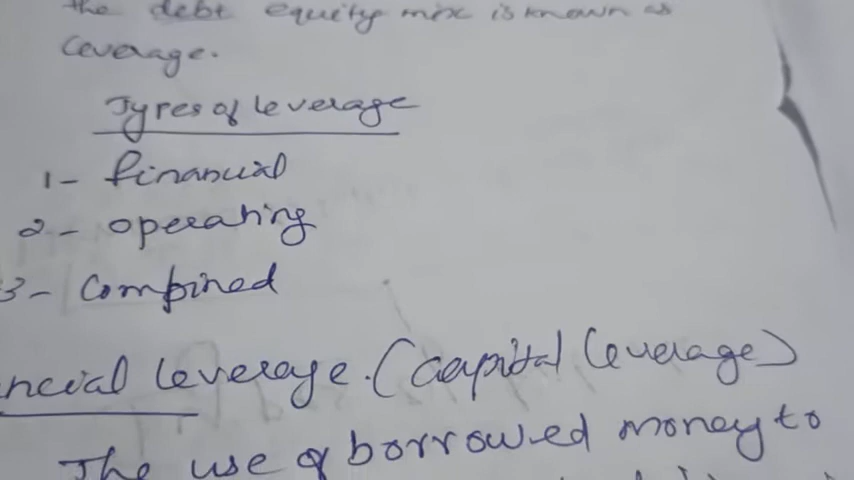 the debt equity mix is known as
leverage.
Types of leverage
1- financial
2- operating
3- Combined
ncial leverage. (Capital leverage)
The use of borrowed money to